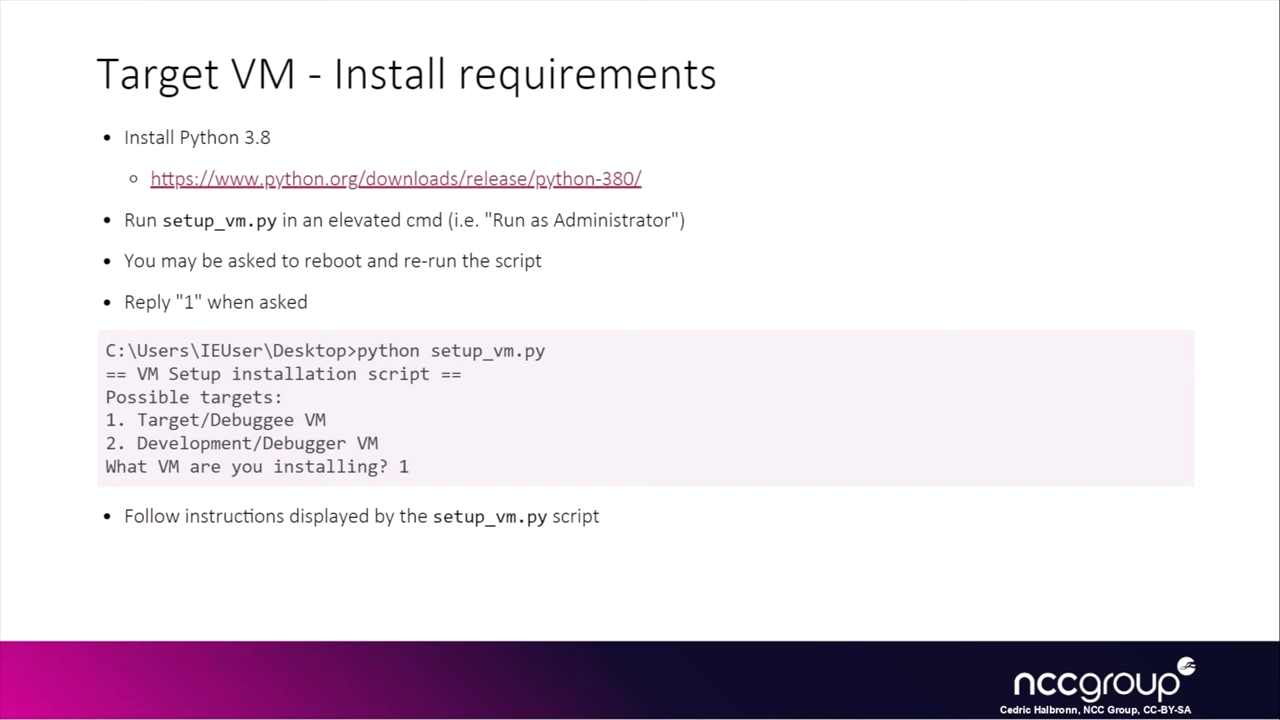 Target VM - Install requirements
• Install Python 3.8
https://www.python.org/downloads/release/python-380/
• Run setup_vm.py in an elevated cmd (i.e. "Run as Administrator")
• You may be asked to reboot and re-run the script
• Reply "1" when asked
C:\Users\IEUser\Desktop>python setup_vm.py
== VM Setup installation script ==
Possible targets:
1. Target/Debuggee VM
2. Development/Debugger VM
What VM are you installing? 1
• Follow instructions displayed by the setup_vm.py script
nccgroup
Cedric Halbronn, NCC Group, CC-BY-SA